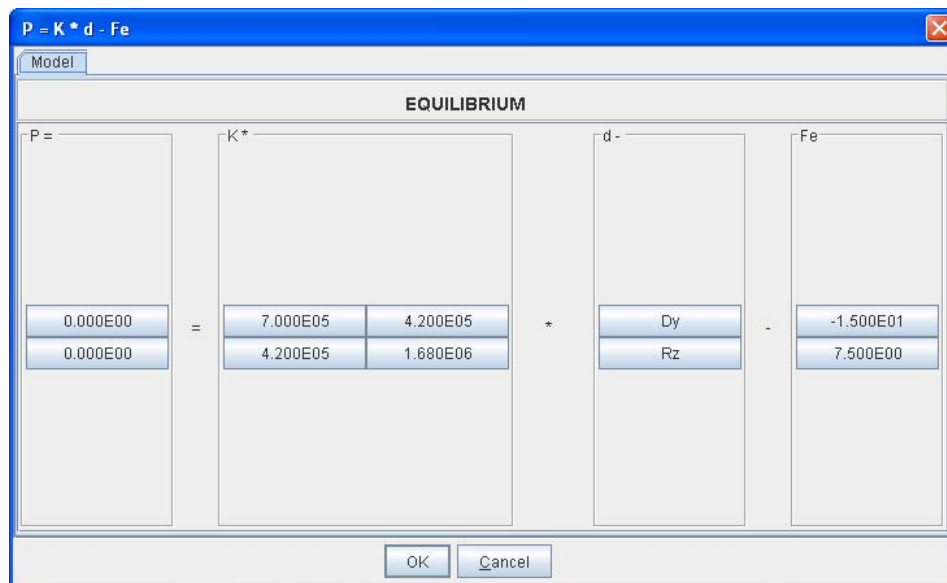 P = K * d - Fe
Model
EQUILIBRIUM
P = K * d - Fe
0.000E00 = 7.000E05 4.200E05 * Dy - -1.500E01
0.000E00 4.200E05 1.680E06 Rz 7.500E00
OK Cancel